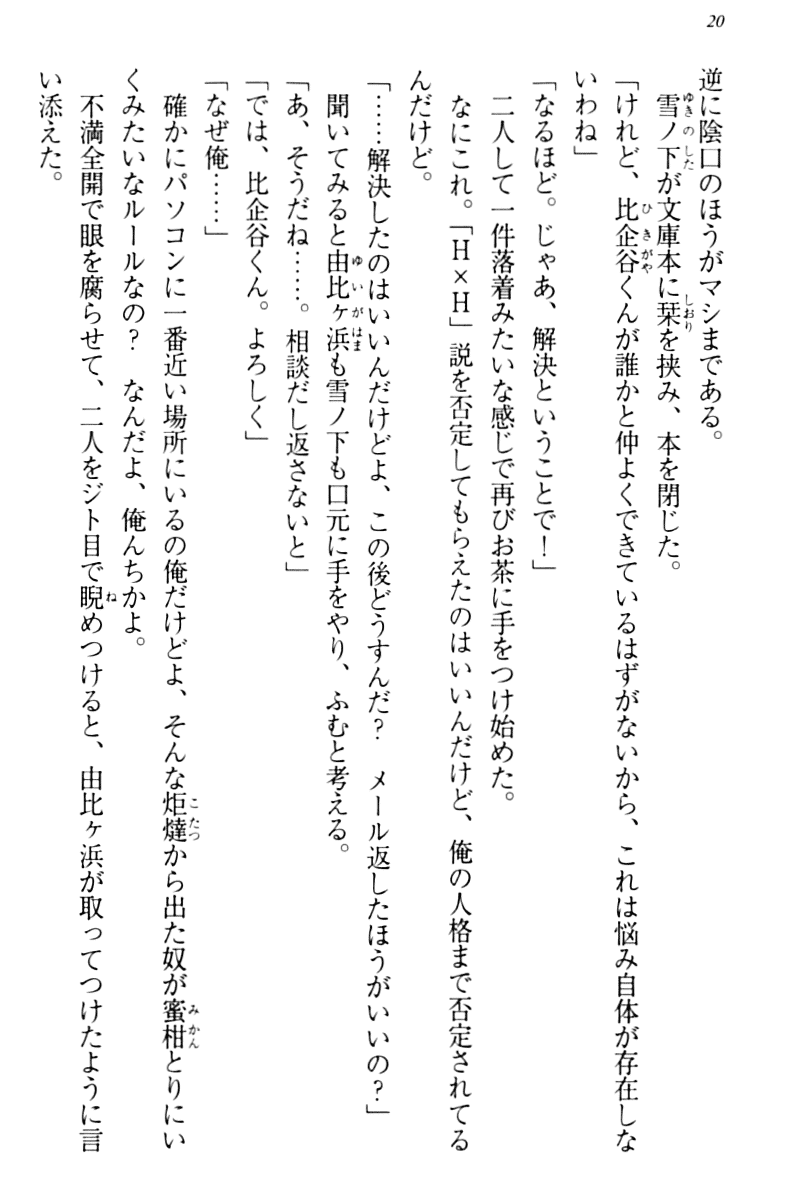 20
逆に陰口のほうがマシまである。
雪ノ下が文庫本に栞を挟み、本を閉じた。
「けれど、比企谷くんが誰かと仲よくできているはずがないから、これは悩み自体が存在しな
いわね」
「なるほど。じゃあ、解決ということで！」
二人して一件落着みたいな感じで再びお茶に手をつけ始めた。
なにこれ。「H×H」説を否定してもらえたのはいいんだけど、俺の人格まで否定されてる
んだけど。
「……解決したのはいいんだけどよ、この後どうすんだ？　メール返したほうがいいの？」
聞いてみると由比ヶ浜も雪ノ下も口元に手をやり、ふむと考える。
「あ、そうだね……。相談だし返さないと」
「では、比企谷くん。よろしく」
「なぜ俺……」
確かにパソコンに一番近い場所にいるの俺だけどよ、そんな炬燵から出た奴が蜜柑とりにい
くみたいなルールなの？　なんだよ、俺んちかよ。
不満全開で眼を腐らせて、二人をジト目で睨めつけると、由比ヶ浜が取ってつけたように言
い添えた。